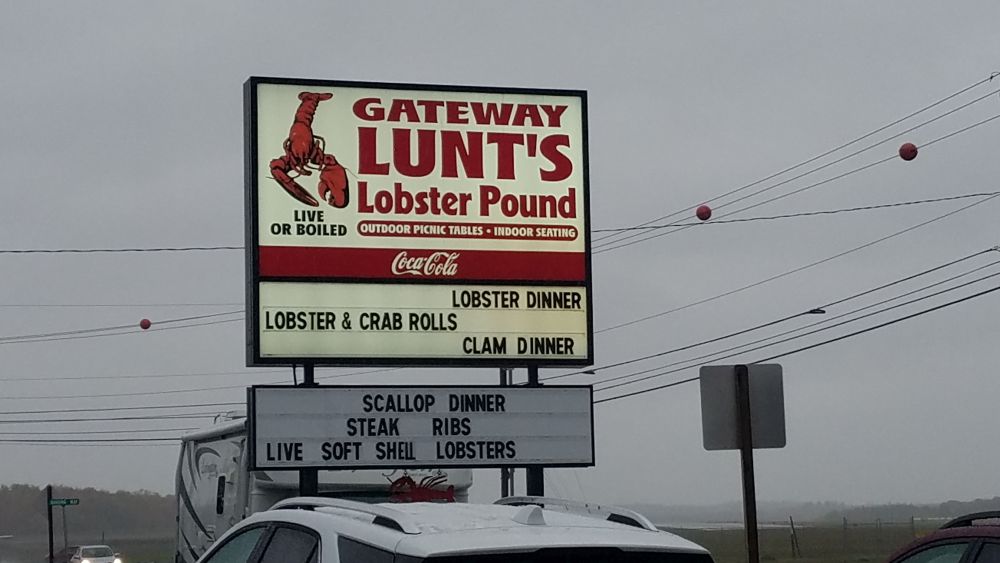 GATEWAY
LUNT'S
Lobster Pound
LIVE
OR BOILED
OUTDOOR PICNIC TABLES • INDOOR SEATING
Coca-Cola
LOBSTER DINNER
LOBSTER & CRAB ROLLS
CLAM DINNER
SCALLOP DINNER
STEAK RIBS
LIVE SOFT SHELL LOBSTERS